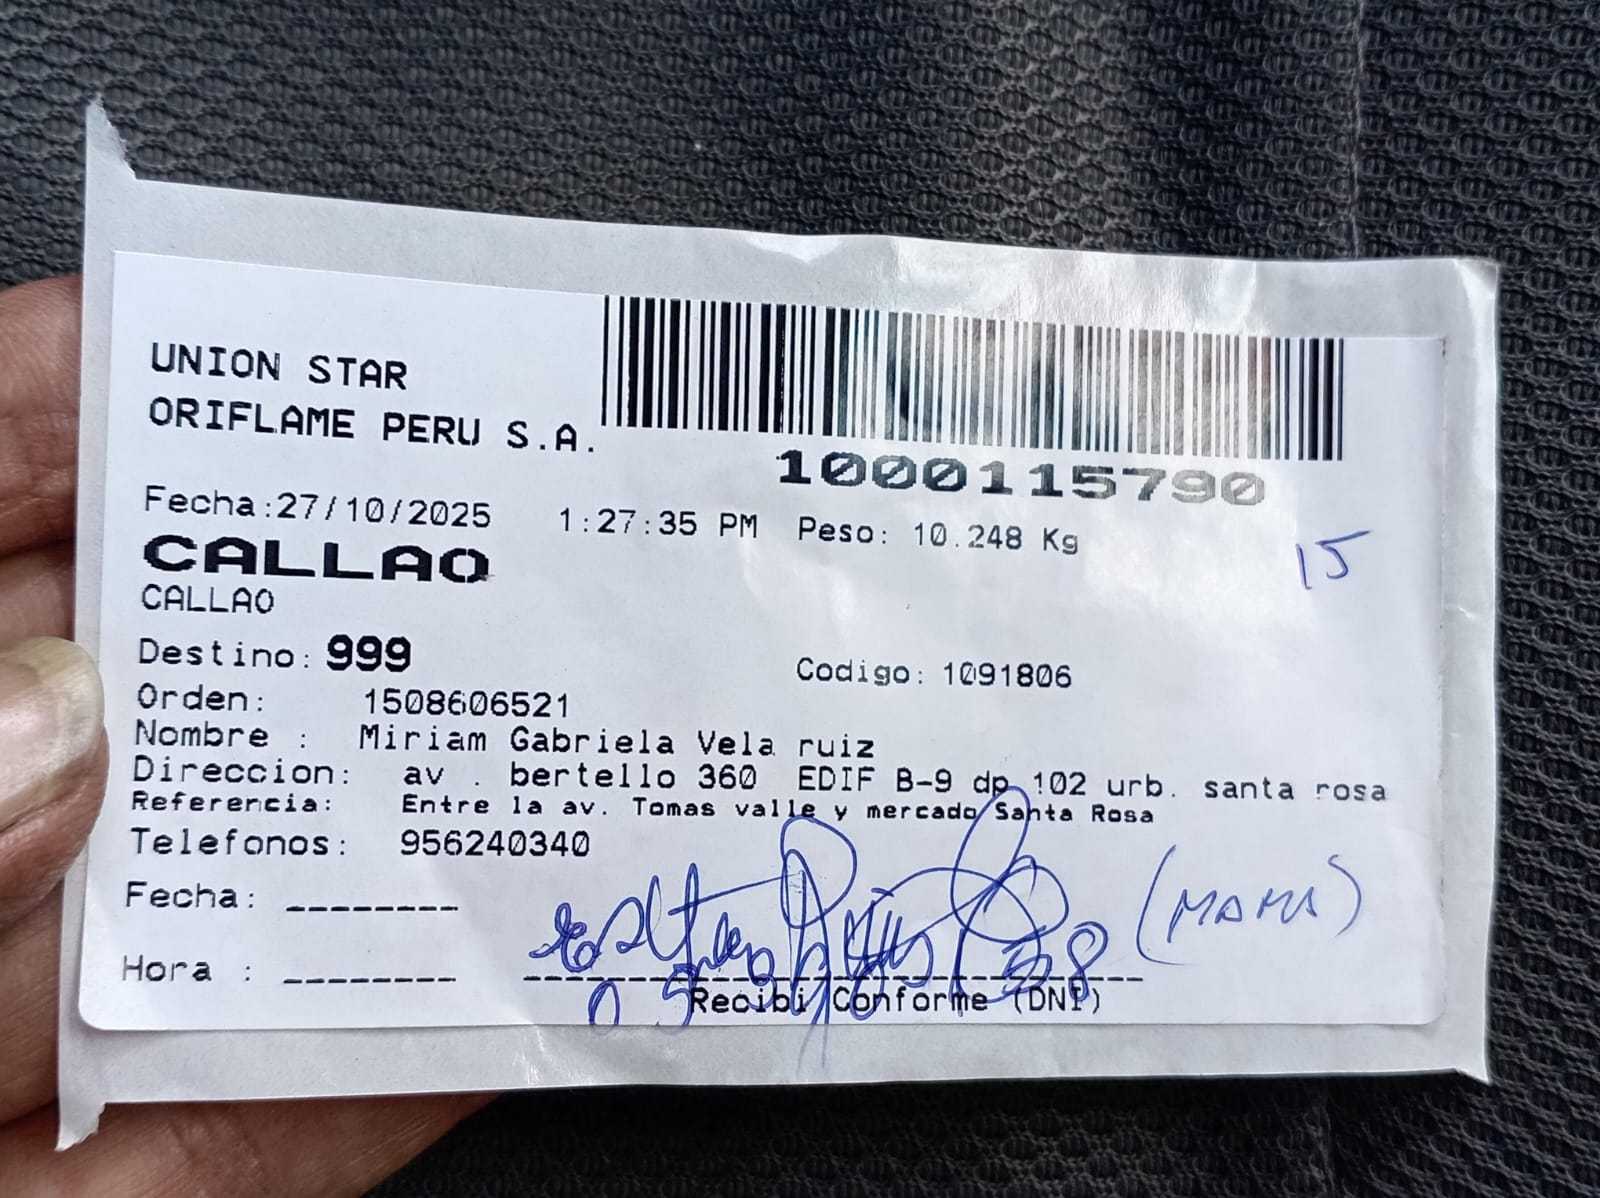 UNION STAR
ORIFLAME PERU S.A.
1000115790
Fecha:27/10/2025 1:27:35 PM Peso: 10.248 Kg
15
CALLAO
CALLAO
Destino: 999
Codigo: 1091806
Orden: 1508606521
Nombre : Miriam Gabriela Vela ruiz
Direccion: av . bertello 360 EDIF B-9 dp 102 urb. santa rosa
Referencia: Entre la av. Tomas valle y mercado Santa Rosa
Telefonos: 956240340
Fecha: --------
(MAMA)
Hora : --------
Recibi Conforme (DNI)